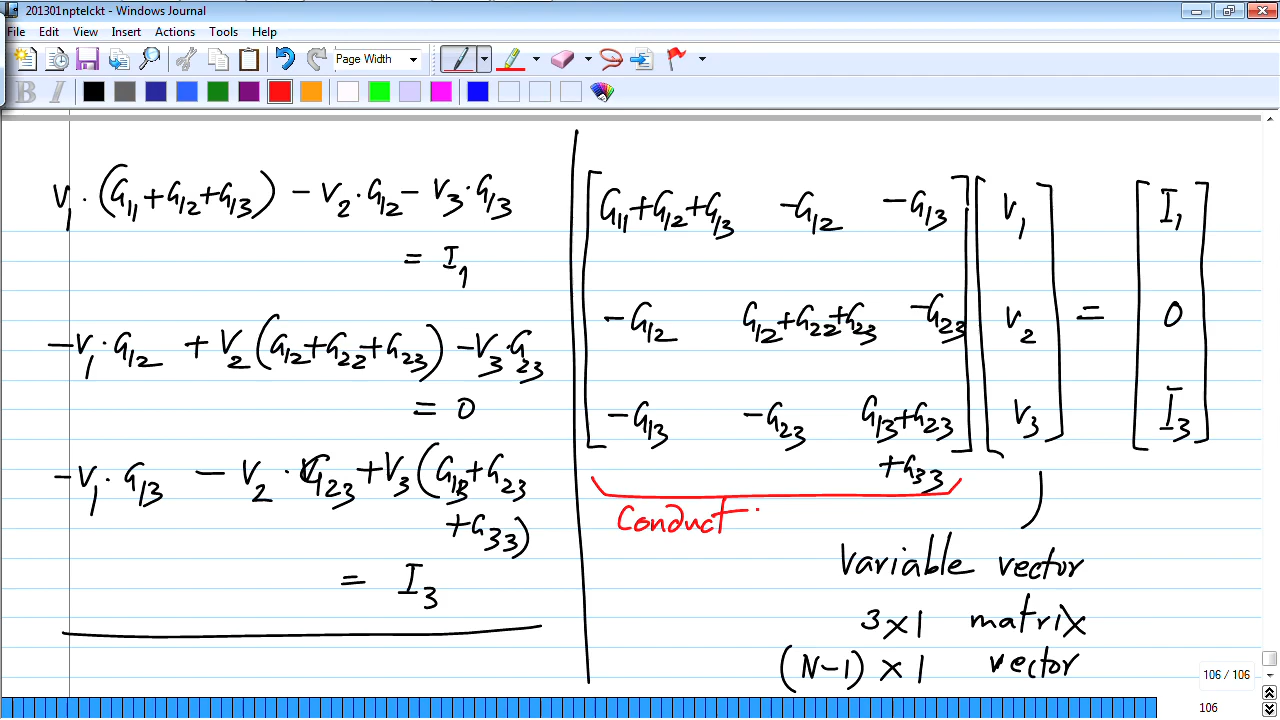 201301nptelckt - Windows Journal
File Edit View Insert Actions Tools Help
Page Width
B I
V₁·(G₁₁+G₁₂+G₁₃) − V₂·G₁₂ − V₃·G₁₃
= I₁
−V₁·G₁₂ + V₂(G₁₂+G₂₂+G₂₃) −V₃·G₂₃
= 0
−V₁·G₁₃ − V₂·G₂₃+V₃(G₁₃+G₂₃
+G₃₃)
= I₃
G₁₁+G₁₂+G₁₃ −G₁₂ −G₁₃ V₁ I₁
−G₁₂ G₁₂+G₂₂+G₂₃ −G₂₃ V₂ = 0
−G₁₃ −G₂₃ G₁₃+G₂₃ V₃ I₃
+G₃₃
Conduct
Variable vector
3×1 matrix
(N−1) × 1 vector
106 / 106
106